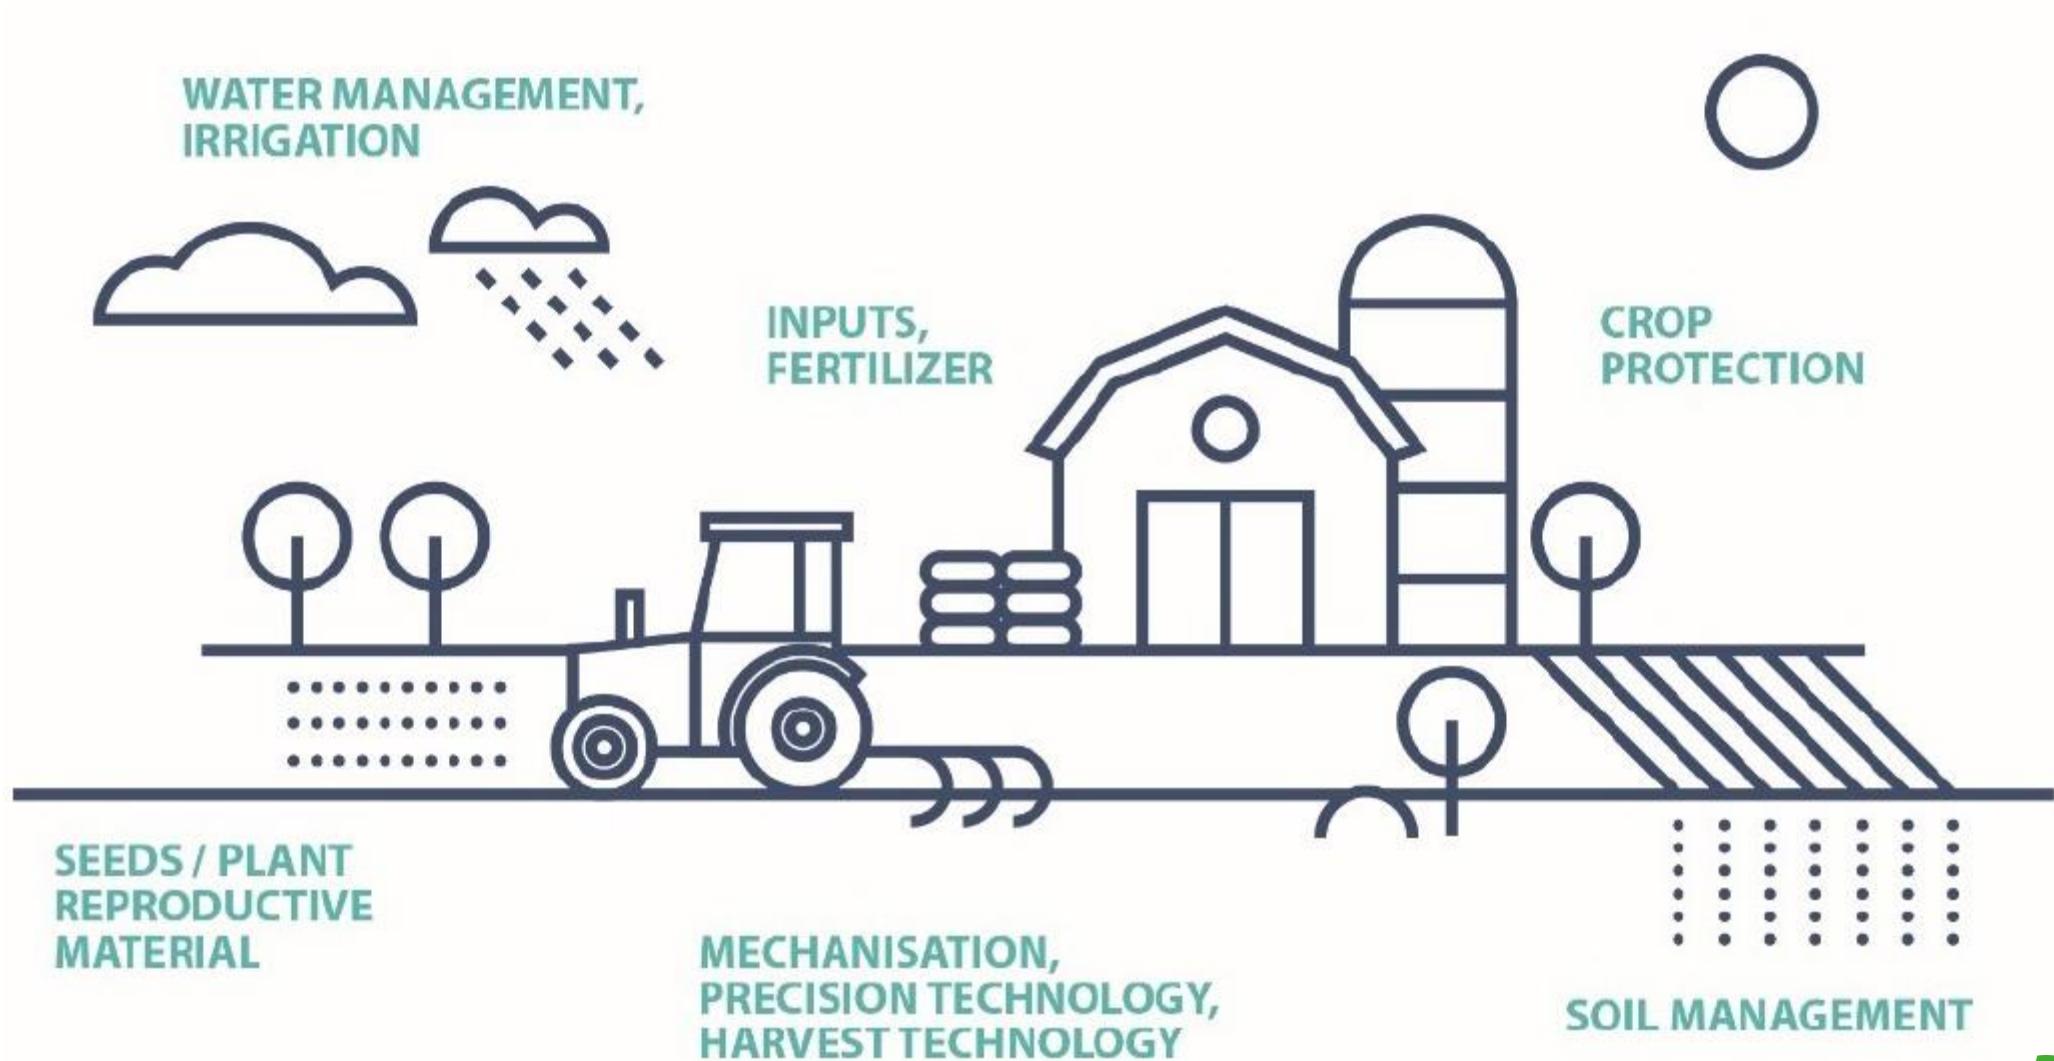 WATER MANAGEMENT,
IRRIGATION
INPUTS,
FERTILIZER
CROP
PROTECTION
SEEDS / PLANT
REPRODUCTIVE
MATERIAL
MECHANISATION,
PRECISION TECHNOLOGY,
HARVEST TECHNOLOGY
SOIL MANAGEMENT